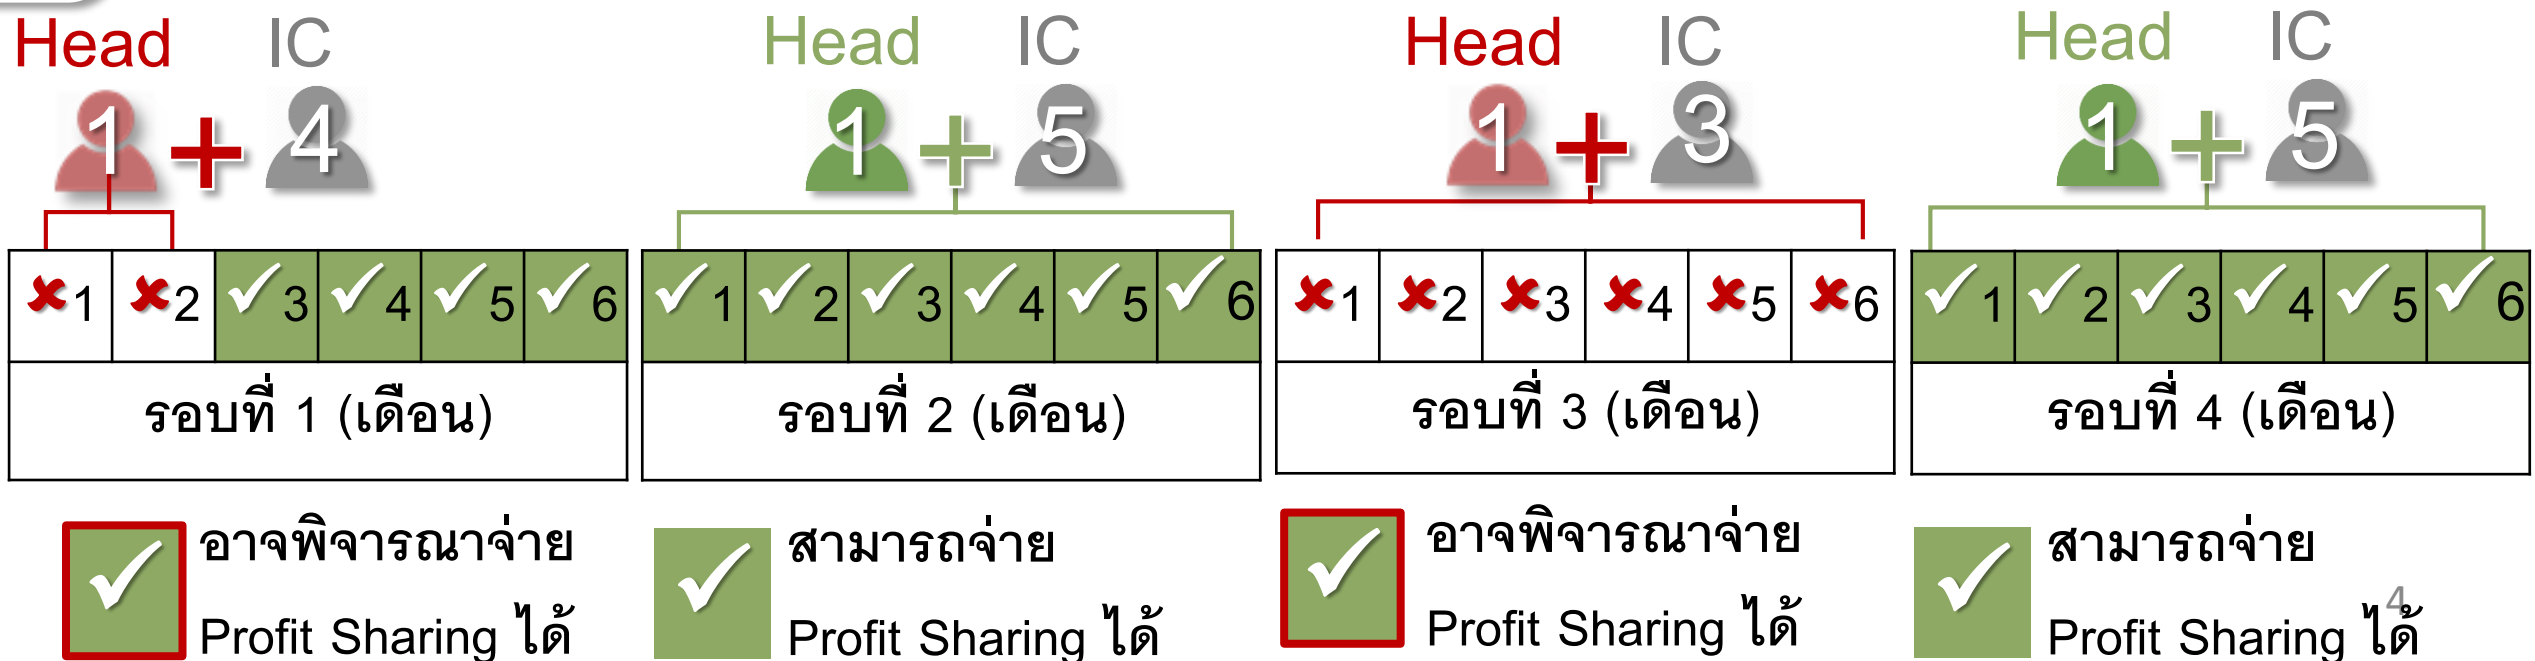 Head IC Head IC Head IC Head IC
1 + 4 1 + 5 1 + 3 1 + 5
✘1 ✘2 ✓3 ✓4 ✓5 ✓6 ✓1 ✓2 ✓3 ✓4 ✓5 ✓6 ✘1 ✘2 ✘3 ✘4 ✘5 ✘6 ✓1 ✓2 ✓3 ✓4 ✓5 ✓6
รอบที่ 1 (เดือน) รอบที่ 2 (เดือน) รอบที่ 3 (เดือน) รอบที่ 4 (เดือน)
✓ อาจพิจารณาจ่าย
Profit Sharing ได้
✓ สามารถจ่าย
Profit Sharing ได้
✓ อาจพิจารณาจ่าย
Profit Sharing ได้
✓ สามารถจ่าย
Profit Sharing ได้
4